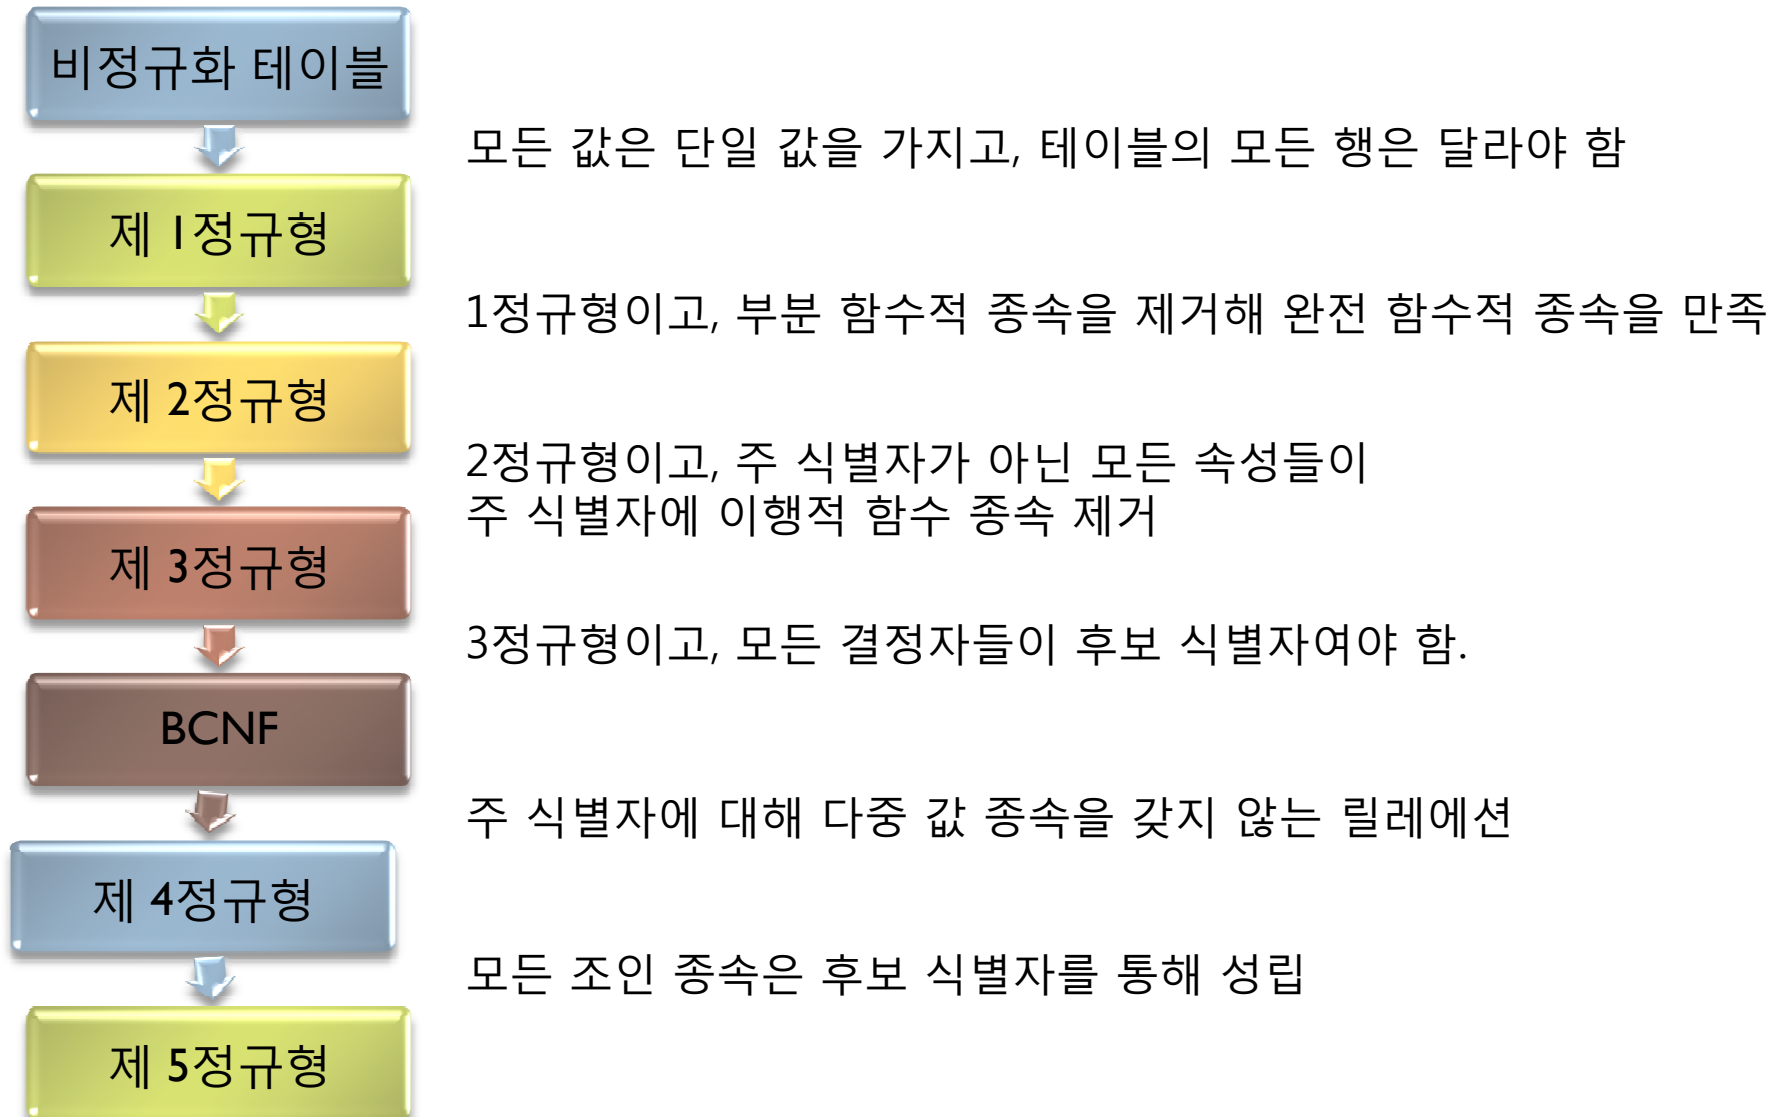 비정규화 테이블
모든 값은 단일 값을 가지고, 테이블의 모든 행은 달라야 함
제 1정규형
1정규형이고, 부분 함수적 종속을 제거해 완전 함수적 종속을 만족
제 2정규형
2정규형이고, 주 식별자가 아닌 모든 속성들이
주 식별자에 이행적 함수 종속 제거
제 3정규형
3정규형이고, 모든 결정자들이 후보 식별자여야 함.
BCNF
주 식별자에 대해 다중 값 종속을 갖지 않는 릴레에션
제 4정규형
모든 조인 종속은 후보 식별자를 통해 성립
제 5정규형